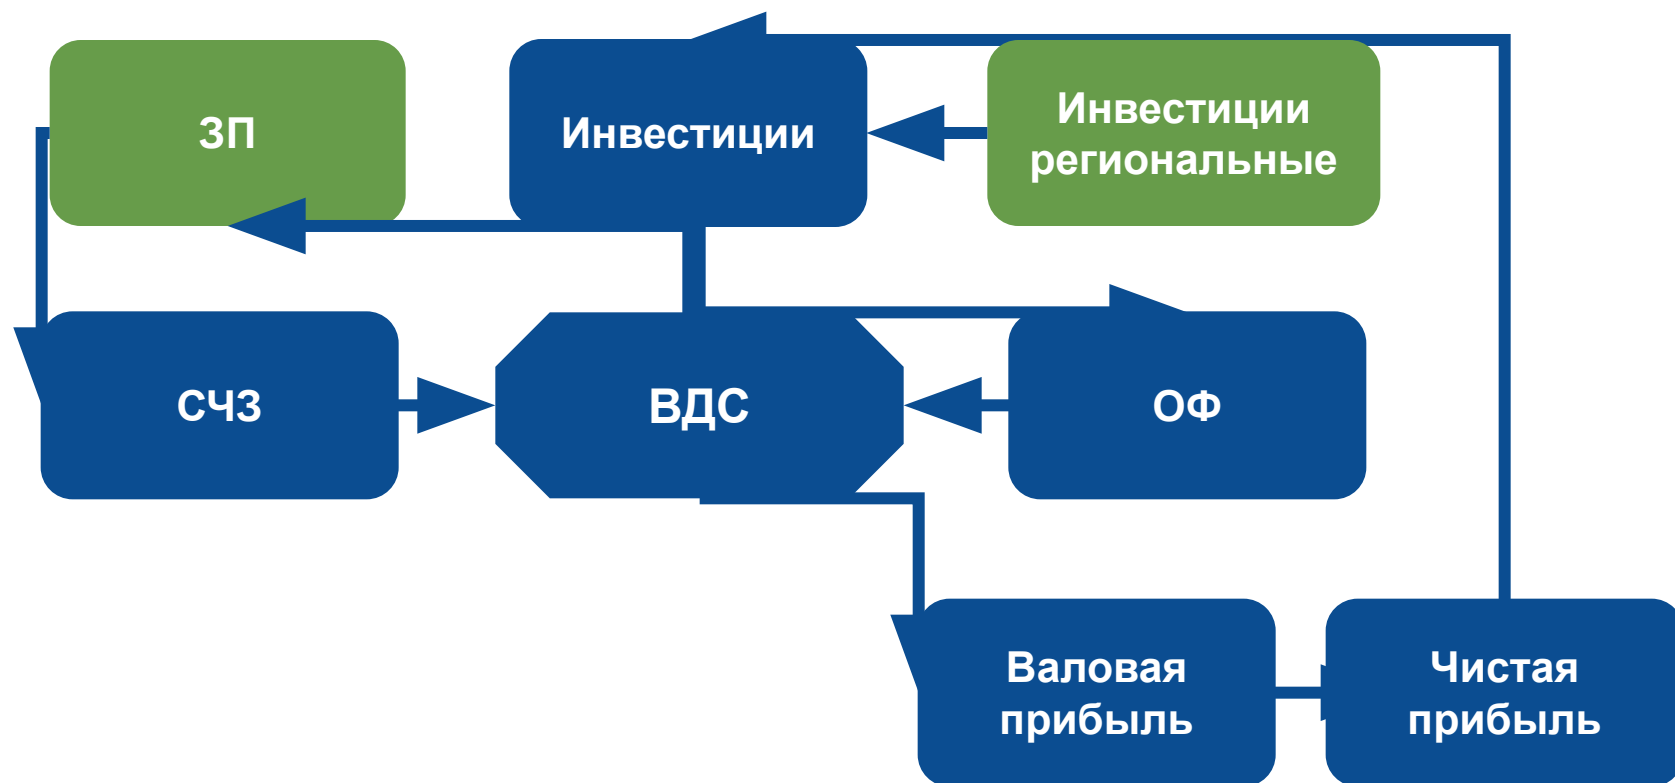 ЗП
Инвестиции
Инвестиции
региональные
СЧЗ
ВДС
ОФ
Валовая
прибыль
Чистая
прибыль